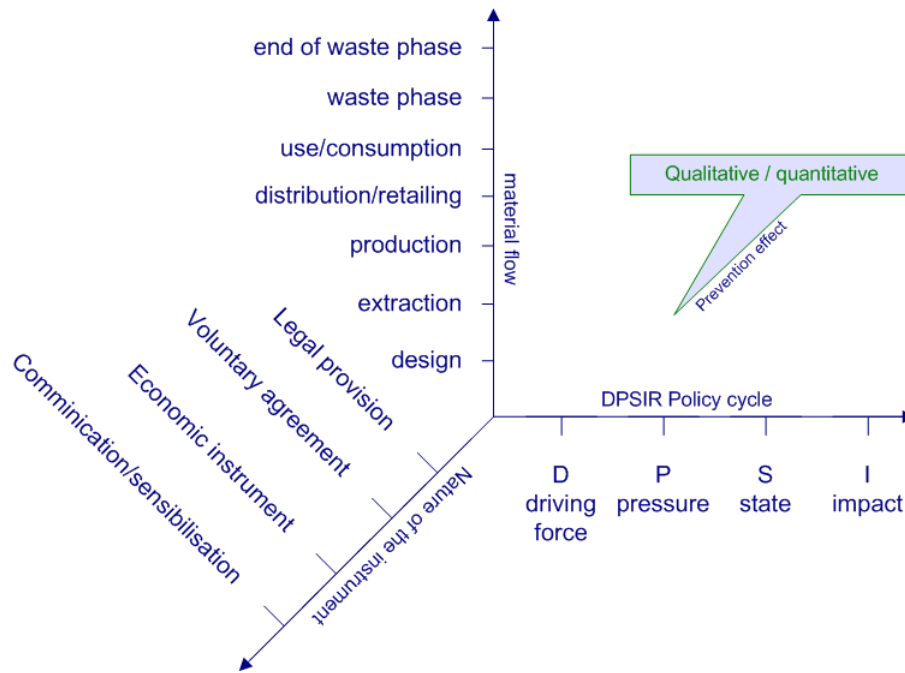 end of waste phase
waste phase
use/consumption
distribution/retailing
production
extraction
design
material flow
Qualitative / quantitative
Prevention effect
Legal provision
Voluntary agreement
Economic instrument
Comminication/sensibilisation
Nature of the instrument
DPSIR Policy cycle
D
driving
force
P
pressure
S
state
I
impact